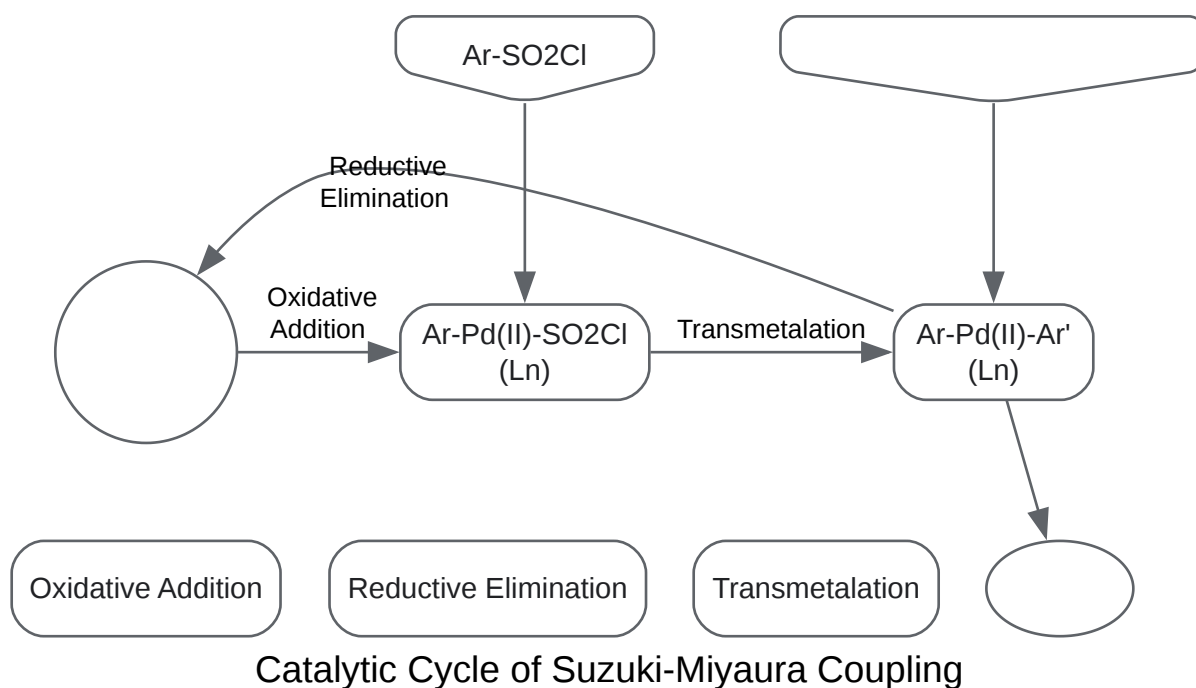 Ar-SO2Cl
Reductive
Elimination
Oxidative
Addition
Ar-Pd(II)-SO2Cl
(Ln)
Transmetalation
Ar-Pd(II)-Ar'
(Ln)
Oxidative Addition
Reductive Elimination
Transmetalation
Catalytic Cycle of Suzuki-Miyaura Coupling